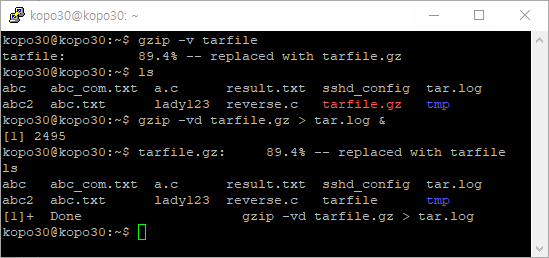 kopo30@kopo30: ~
kopo30@kopo30:~$ gzip -v tarfile
tarfile:         89.4% -- replaced with tarfile.gz
kopo30@kopo30:~$ ls
abc   abc_com.txt  a.c      result.txt  sshd_config  tar.log
abc2  abc.txt      lady123  reverse.c   tarfile.gz   tmp
kopo30@kopo30:~$ gzip -vd tarfile.gz > tar.log &
[1] 2495
kopo30@kopo30:~$ tarfile.gz:     89.4% -- replaced with tarfile
ls
abc   abc_com.txt  a.c      result.txt  sshd_config  tar.log
abc2  abc.txt      lady123  reverse.c   tarfile      tmp
[1]+  Done                    gzip -vd tarfile.gz > tar.log
kopo30@kopo30:~$